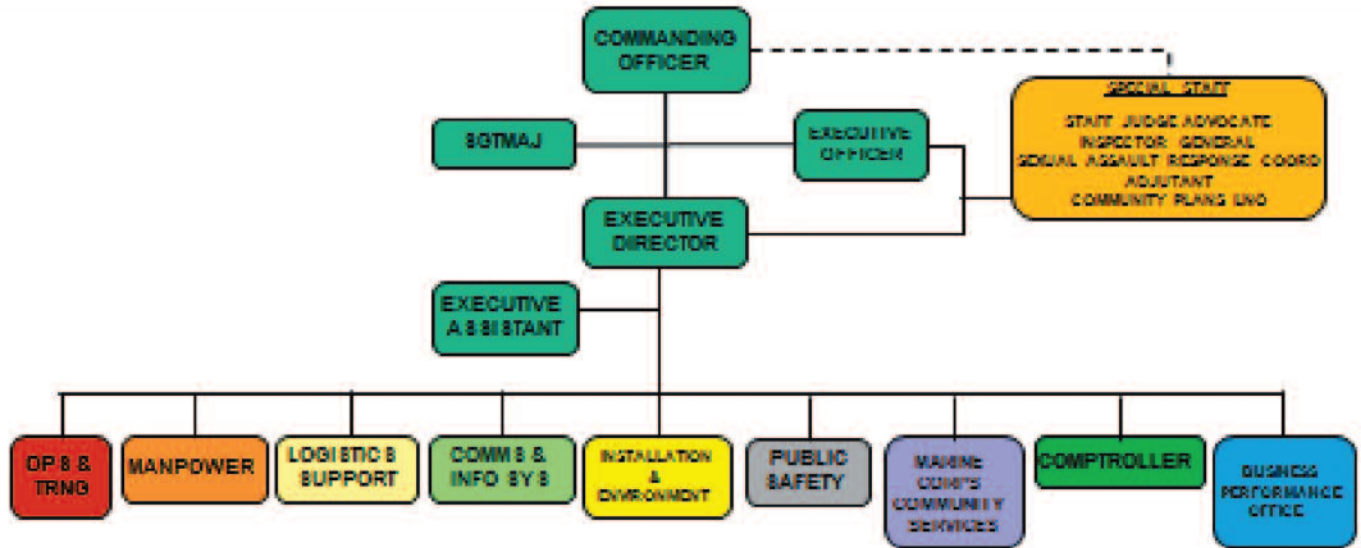 COMMANDING
OFFICER
SPECIAL STAFF
STAFF JUDGE ADVOCATE
INSPECTOR GENERAL
SEXUAL ASSAULT RESPONSE COORD
ADJUTANT
COMMUNITY PLANS LNO
SGTMAJ
EXECUTIVE
OFFICER
EXECUTIVE
DIRECTOR
EXECUTIVE
ASSISTANT
OPS &
TRNG
MANPOWER
LOGISTICS
SUPPORT
COMMS &
INFO SYS
INSTALLATION
&
ENVIRONMENT
PUBLIC
SAFETY
MARINE
CORPS
COMMUNITY
SERVICES
COMPTROLLER
BUSINESS
PERFORMANCE
OFFICE